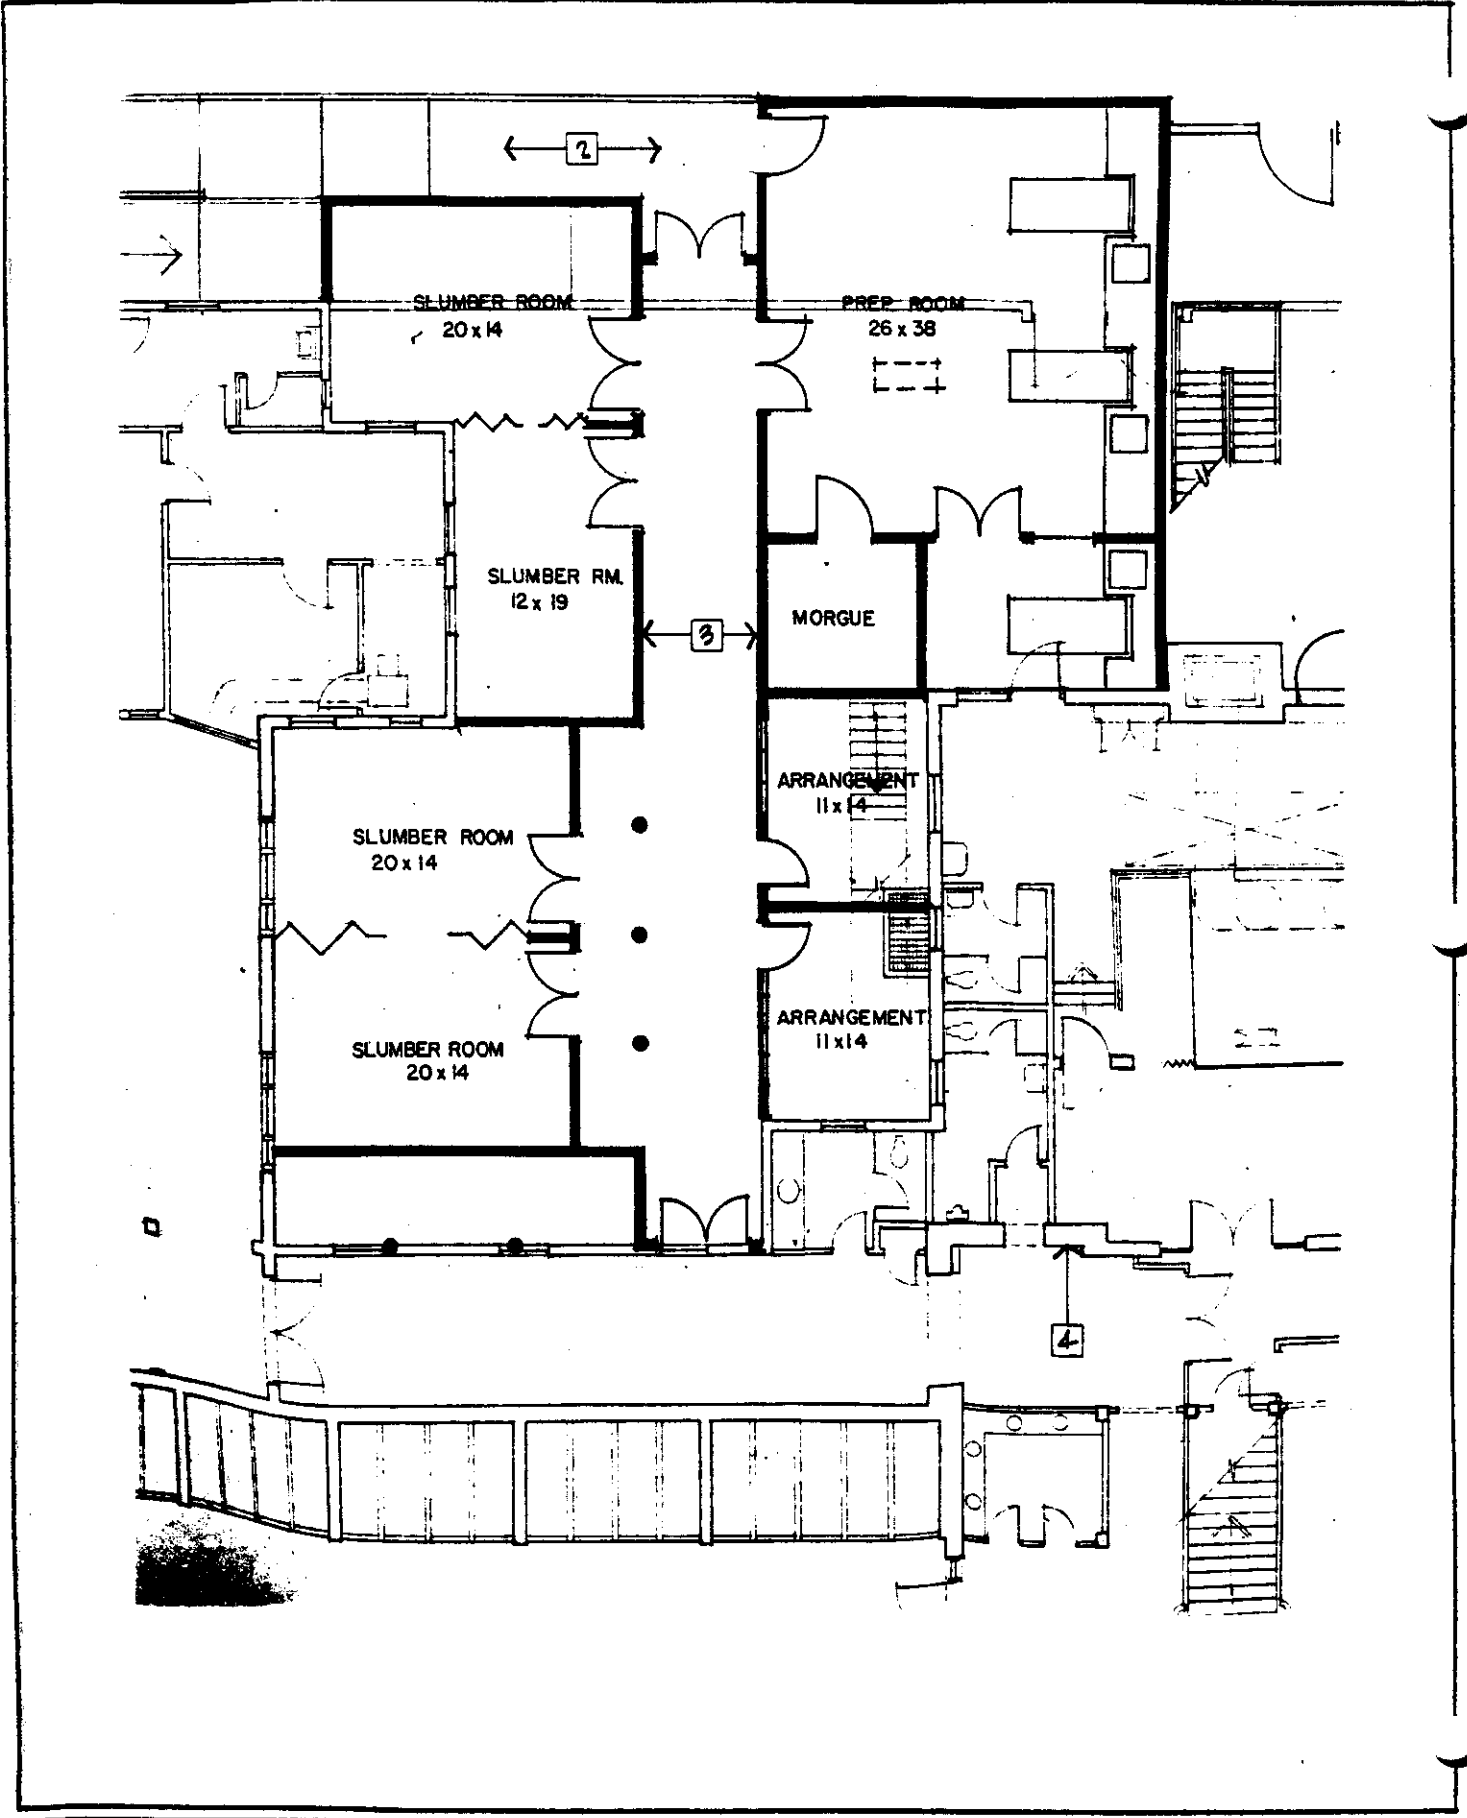 2
SLUMBER ROOM
20 x 14
PREP ROOM
26 x 38
SLUMBER RM.
12 x 19
MORGUE
3
ARRANGEMENT
11 x 14
SLUMBER ROOM
20 x 14
ARRANGEMENT
11 x 14
SLUMBER ROOM
20 x 14
4